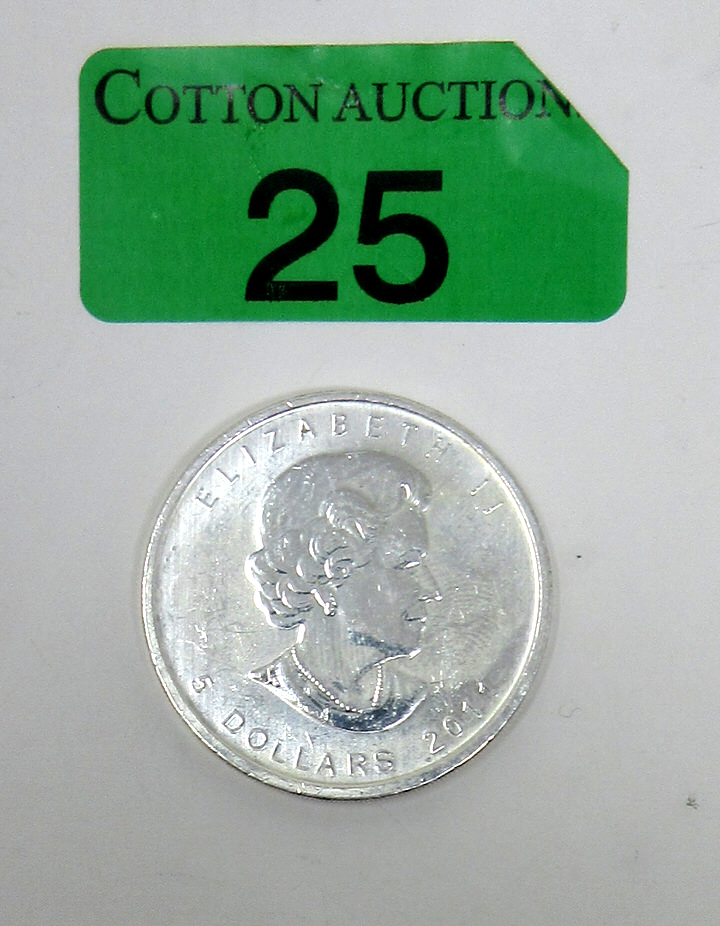 COTTON AUCTION
25
ELIZABETH II
5 DOLLARS